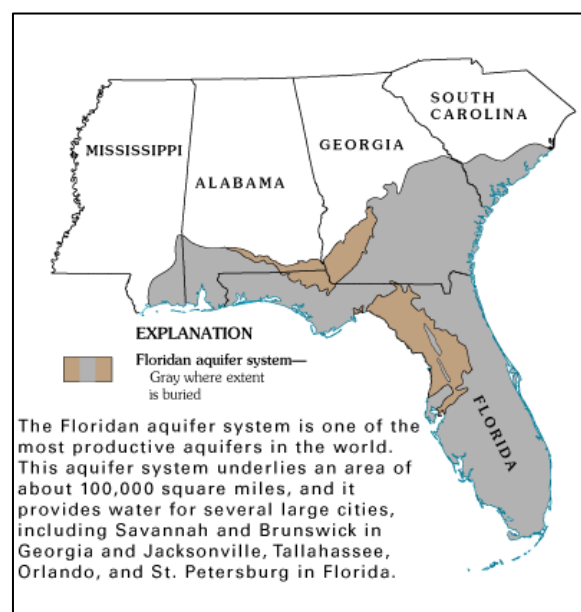 SOUTH
CAROLINA
GEORGIA
MISSISSIPPI
ALABAMA
EXPLANATION
Floridan aquifer system—
Gray where extent
is buried
FLORIDA
The Floridan aquifer system is one of the
most productive aquifers in the world.
This aquifer system underlies an area of
about 100,000 square miles, and it
provides water for several large cities,
including Savannah and Brunswick in
Georgia and Jacksonville, Tallahassee,
Orlando, and St. Petersburg in Florida.